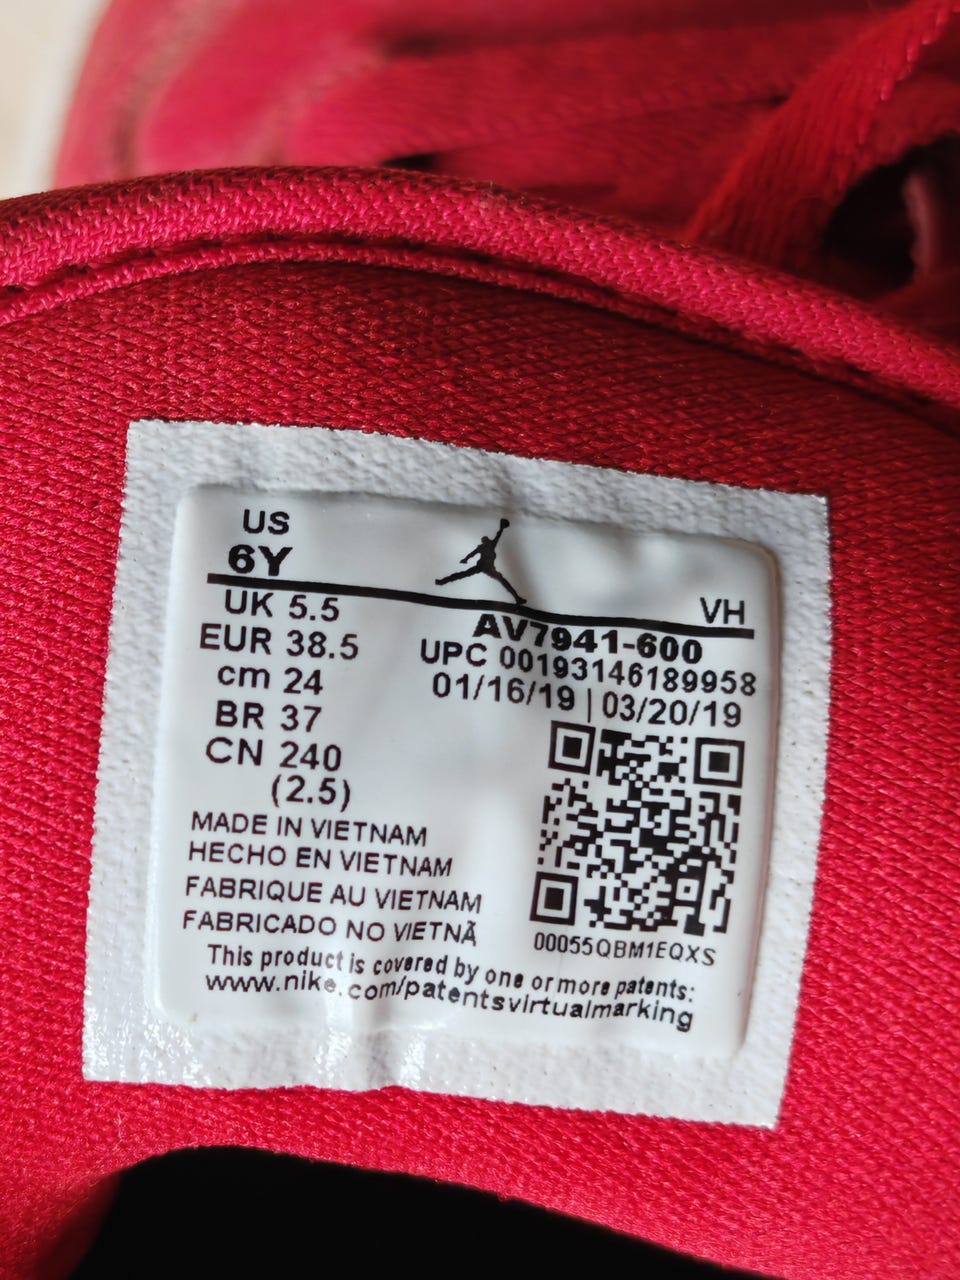 US
6Y
VH
UK 5.5
EUR 38.5
cm 24
BR 37
CN 240
(2.5)
AV7941-600
UPC 00193146189958
01/16/19 | 03/20/19
MADE IN VIETNAM
HECHO EN VIETNAM
FABRIQUE AU VIETNAM
FABRICADO NO VIETNÃ
00055QBM1EQXS
This product is covered by one or more patents:
www.nike.com/patentsvirtualmarking